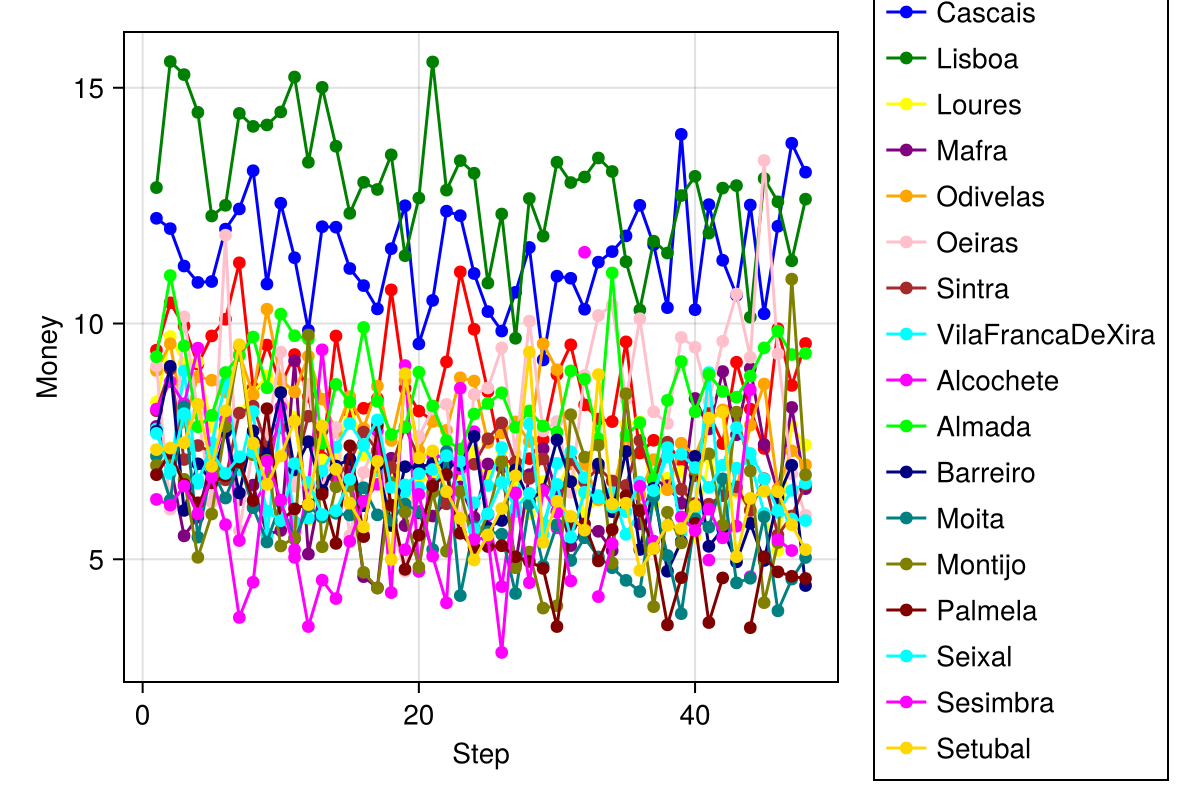 15
10
5
Money
0
20
40
Step
Cascais
Lisboa
Loures
Mafra
Odivelas
Oeiras
Sintra
VilaFrancaDeXira
Alcochete
Almada
Barreiro
Moita
Montijo
Palmela
Seixal
Sesimbra
Setubal